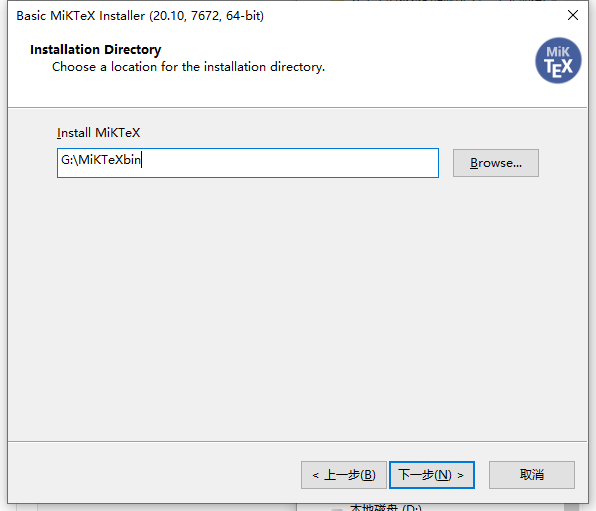 Basic MiKTeX Installer (20.10, 7672, 64-bit)
Installation Directory
Choose a location for the installation directory.
MiK
TEX
Install MiKTeX
G:\MiKTeXbin
Browse...
< 上一步(B)
下一步(N) >
取消
本地磁盘 (D:)